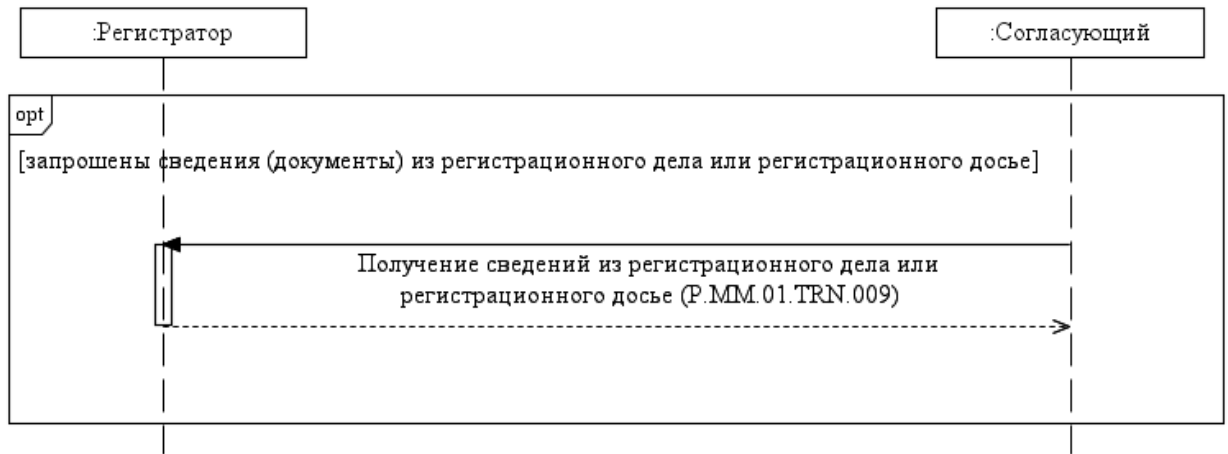 :Регистратор
:Согласующий
opt
[запрошены сведения (документы) из регистрационного дела или регистрационного досье]
Получение сведений из регистрационного дела или
регистрационного досье (P.MM.01.TRN.009)